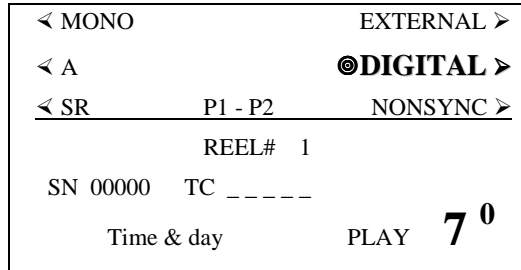 ⮘ MONO EXTERNAL ⮚
⮘ A ◎DIGITAL ⮚
⮘ SR P1 - P2 NONSYNC ⮚
REEL# 1
SN 00000 TC _ _ _ _ _
Time & day PLAY 7 0